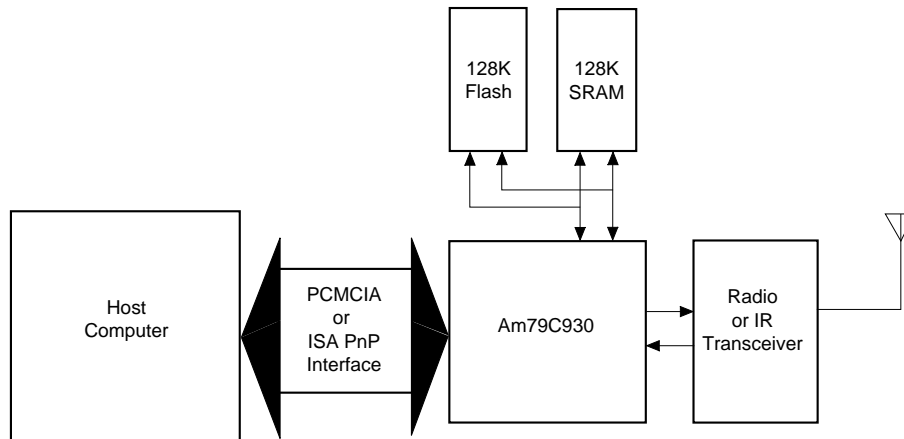 128K
Flash
128K
SRAM
Host
Computer
PCMCIA
or
ISA PnP
Interface
Am79C930
Radio
or IR
Transceiver